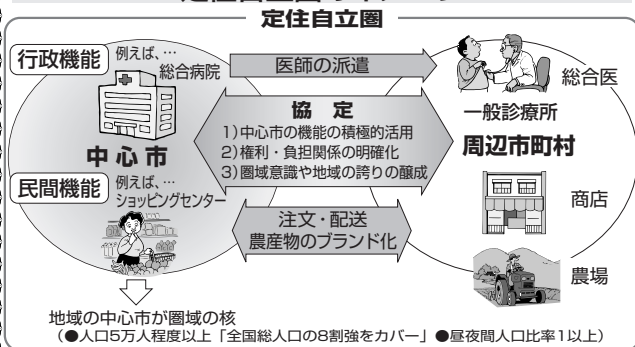 定住自立圏
行政機能
例えば、…
総合病院
医師の派遣
総合医
一般診療所
協定
1)中心市の機能の積極的活用
2)権利・負担関係の明確化
3)圏域意識や地域の誇りの醸成
中心市
周辺市町村
民間機能
例えば、…
ショッピングセンター
注文・配送
農産物のブランド化
商店
農場
地域の中心市が圏域の核
(●人口5万人程度以上「全国総人口の8割強をカバー」●昼夜間人口比率1以上)